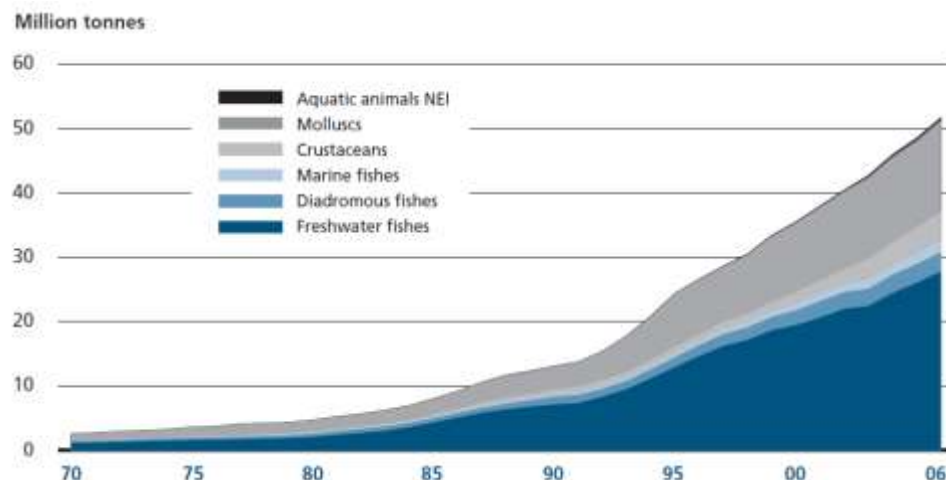 Million tonnes
60
50
40
30
20
10
0
Aquatic animals NEI
Molluscs
Crustaceans
Marine fishes
Diadromous fishes
Freshwater fishes
70 75 80 85 90 95 00 06